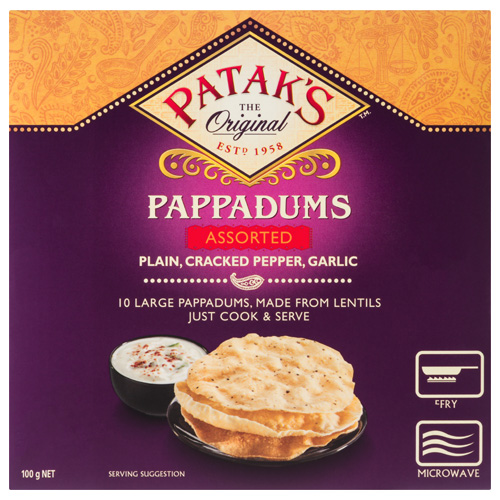 PATAK'S
THE
Original
T.M.
ESTD 1958
PAPPADUMS
ASSORTED
PLAIN, CRACKED PEPPER, GARLIC
10 LARGE PAPPADUMS, MADE FROM LENTILS
JUST COOK & SERVE
FRY
MICROWAVE
100 g NET
SERVING SUGGESTION